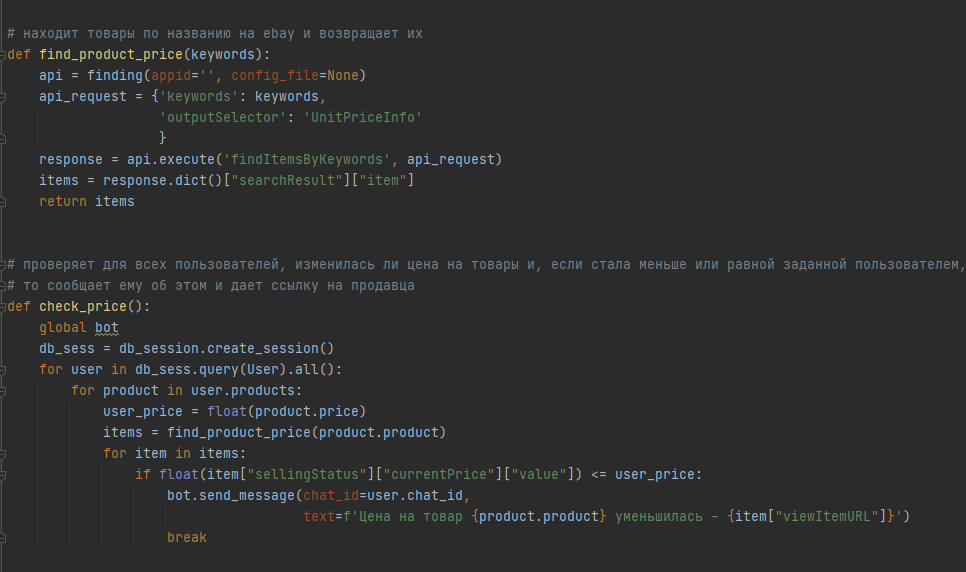 # находит товары по названию на ebay и возвращает их
def find_product_price(keywords):
    api = finding(appid='', config_file=None)
    api_request = {'keywords': keywords,
                   'outputSelector': 'UnitPriceInfo'
                   }
    response = api.execute('findItemsByKeywords', api_request)
    items = response.dict()["searchResult"]["item"]
    return items
# проверяет для всех пользователей, изменилась ли цена на товары и, если стала меньше или равной заданной пользователем,
# то сообщает ему об этом и дает ссылку на продавца
def check_price():
    global bot
    db_sess = db_session.create_session()
    for user in db_sess.query(User).all():
        for product in user.products:
            user_price = float(product.price)
            items = find_product_price(product.product)
            for item in items:
                if float(item["sellingStatus"]["currentPrice"]["value"]) <= user_price:
                    bot.send_message(chat_id=user.chat_id,
                                     text=f'Цена на товар {product.product} уменьшилась – {item["viewItemURL"]}')
                    break